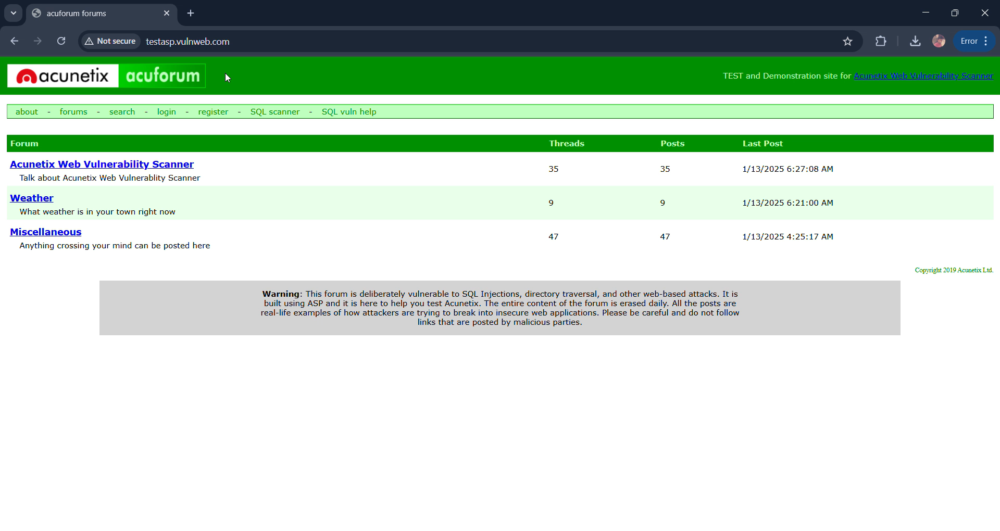 acuforum forums
Not secure
testasp.vulnweb.com
Error
acunetix acuforum
TEST and Demonstration site for Acunetix Web Vulnerability Scanner
about - forums - search - login - register - SQL scanner - SQL vuln help
Forum Threads Posts Last Post
Acunetix Web Vulnerability Scanner
Talk about Acunetix Web Vulnerablity Scanner
35 35 1/13/2025 6:27:08 AM
Weather
What weather is in your town right now
9 9 1/13/2025 6:21:00 AM
Miscellaneous
Anything crossing your mind can be posted here
47 47 1/13/2025 4:25:17 AM
Copyright 2019 Acunetix Ltd.
Warning: This forum is deliberately vulnerable to SQL Injections, directory traversal, and other web-based attacks. It is
built using ASP and it is here to help you test Acunetix. The entire content of the forum is erased daily. All the posts are
real-life examples of how attackers are trying to break into insecure web applications. Please be careful and do not follow
links that are posted by malicious parties.